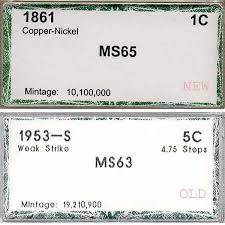 1861 1C
Copper-Nickel
MS65
NEW
Mintage: 10,100,000
1953-S 5C
Weak Strike 4.75 Steps
MS63
OLD
Mintage: 19,210,900